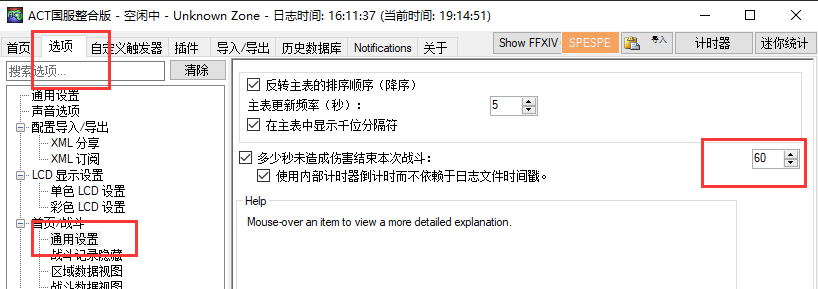 ACT国服整合版 - 空闲中 - Unknown Zone - 日志时间: 16:11:37 (当前时间: 19:14:51)
首页 选项 自定义触发器 插件 导入/导出 历史数据库 Notifications 关于 Show FFXIV SPESPE 导入 计时器 迷你统计
搜索选项... 清除
通用设置
声音选项
配置导入/导出
XML 分享
XML 订阅
LCD 显示设置
单色 LCD 设置
彩色 LCD 设置
首页/战斗
通用设置
战斗记录隐藏
区域数据视图
战斗数据视图
反转主表的排序顺序（降序）
主表更新频率（秒）： 5
在主表中显示千位分隔符
多少秒未造成伤害结束本次战斗： 60
使用内部计时器倒计时而不依赖于日志文件时间戳。
Help
Mouse-over an item to view a more detailed explanation.